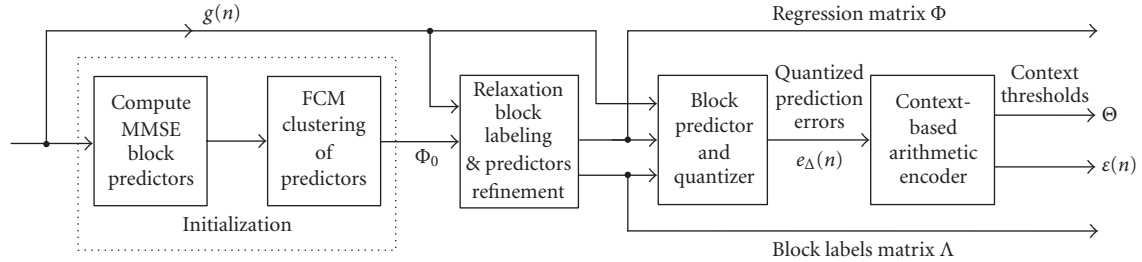 g(n)
Regression matrix Φ
Compute
MMSE
block
predictors
FCM
clustering
of
predictors
Initialization
Φ0
Relaxation
block
labeling
& predictors
refinement
Block
predictor
and
quantizer
Quantized
prediction
errors
eΔ(n)
Context-
based
arithmetic
encoder
Context
thresholds
Θ
ε(n)
Block labels matrix Λ